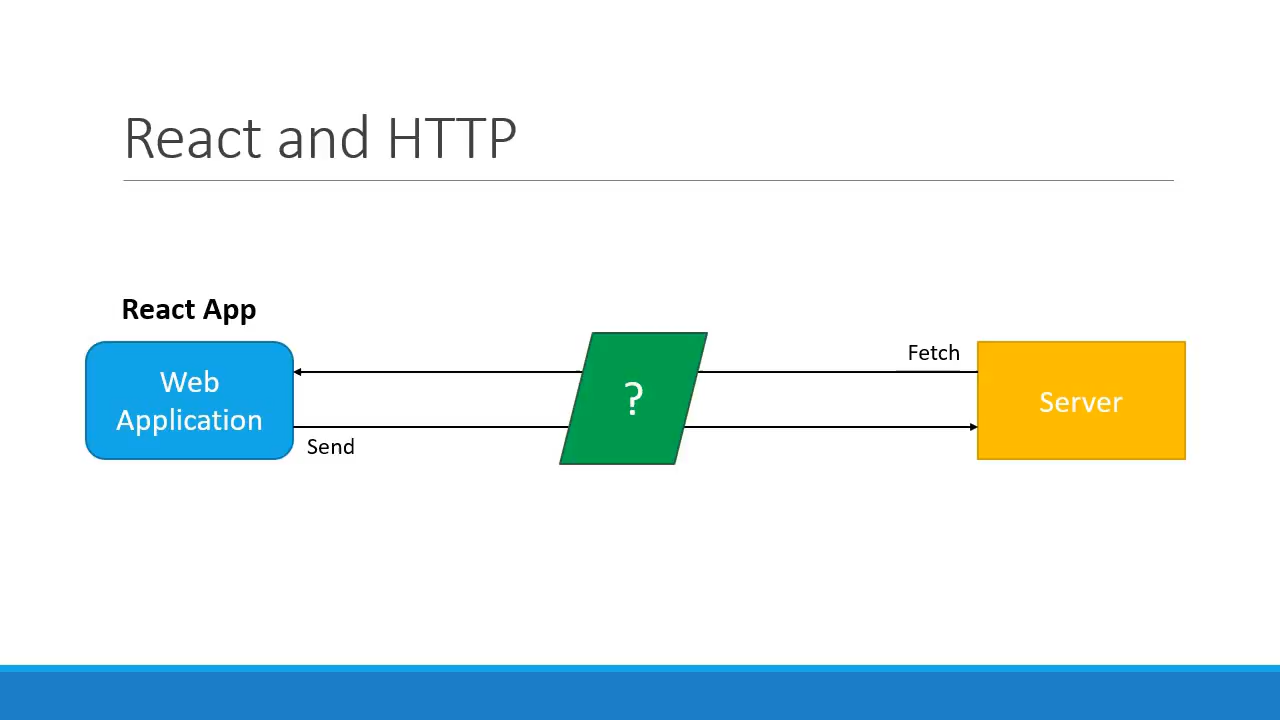 React and HTTP
React App
Web
Application
Send
?
Fetch
Server